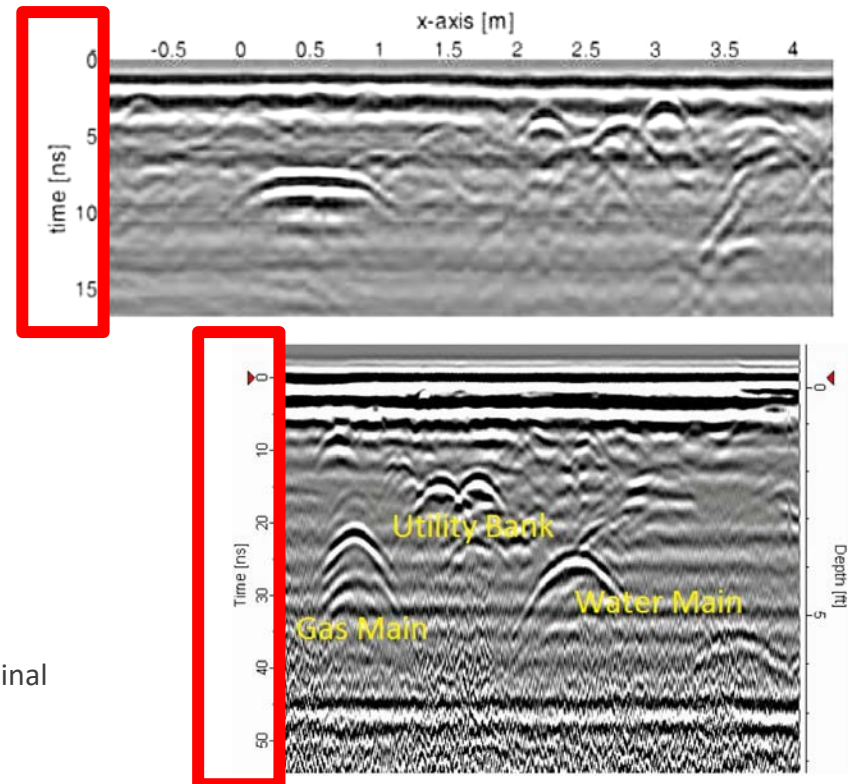 x-axis [m]
-0.5 0 0.5 1 1.5 2 2.5 3 3.5 4
time [ns]
0
5
10
15
Time [ns]
0
10
20
30
40
50
Utility Bank
Gas Main
Water Main
0
5
Depth [ft]
inal